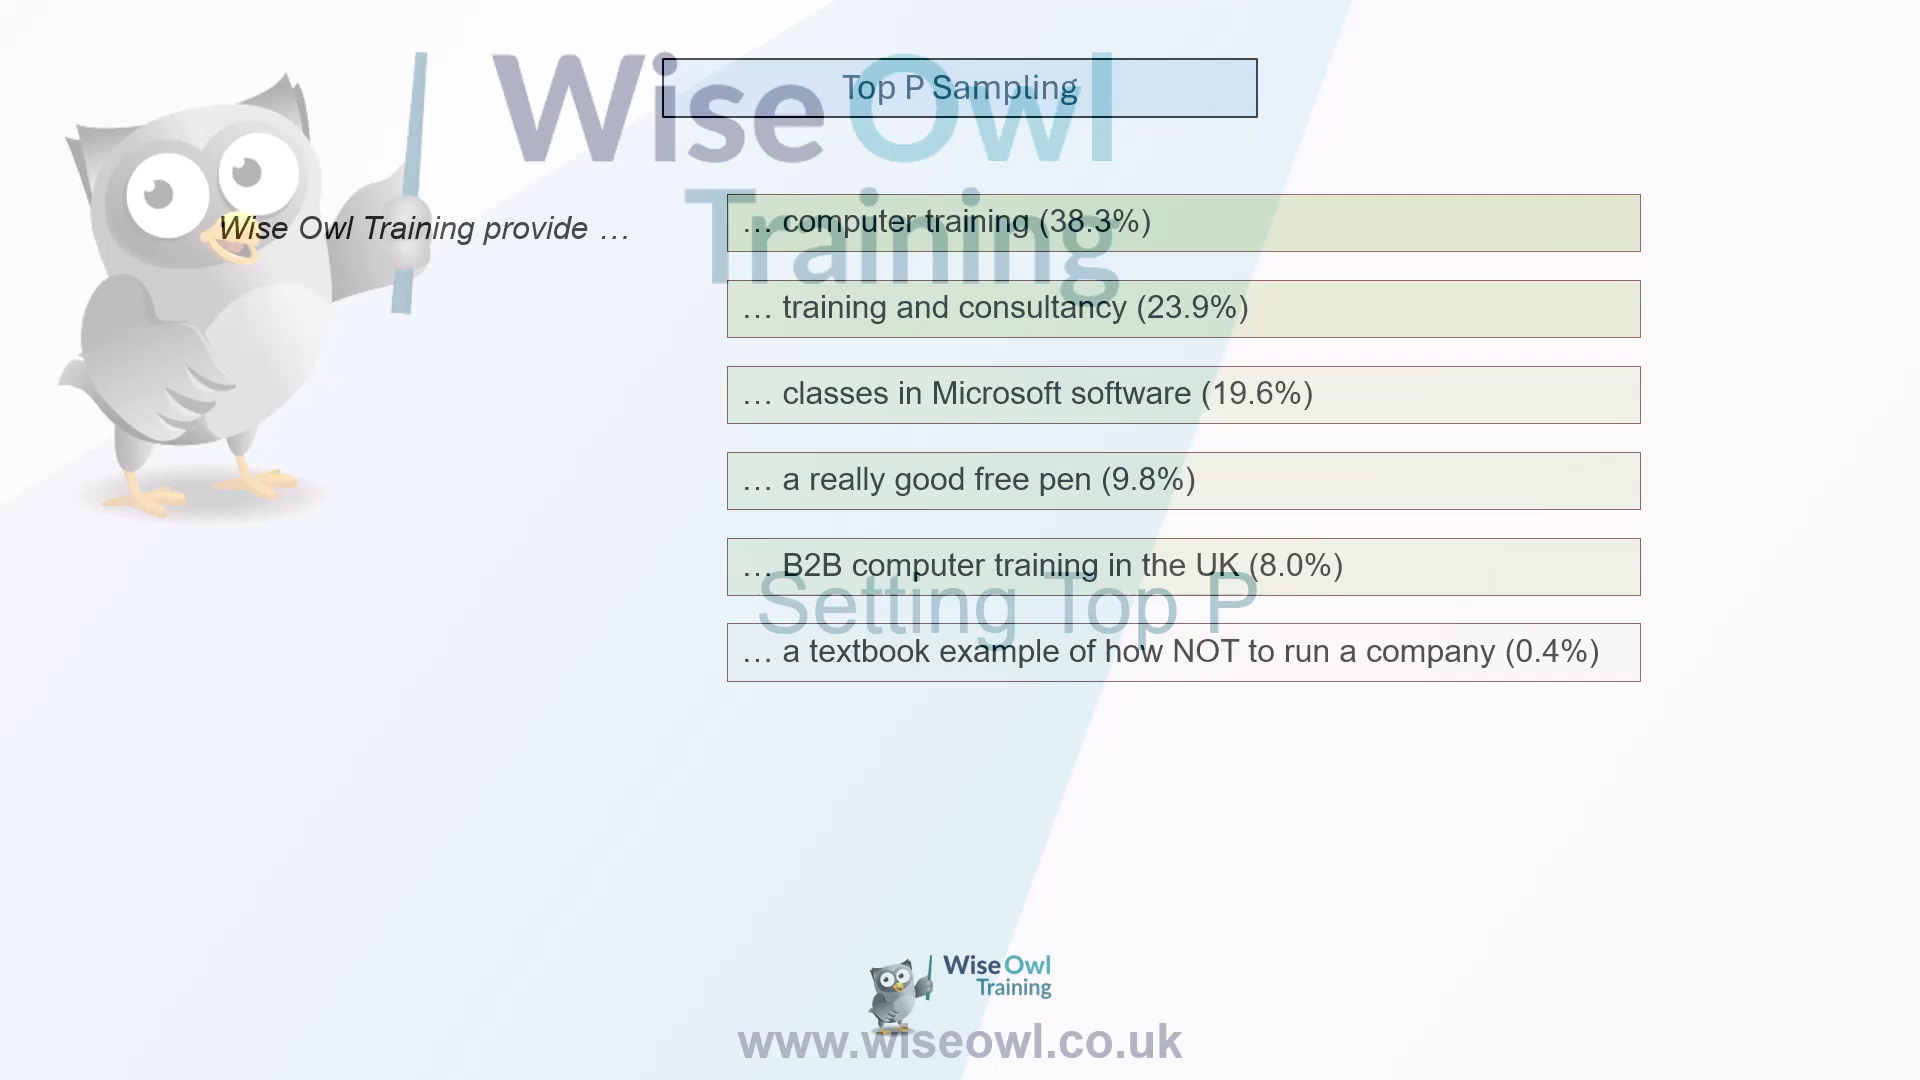 Wise Owl
Training
Top P Sampling
Wise Owl Training provide …
… computer training (38.3%)
… training and consultancy (23.9%)
… classes in Microsoft software (19.6%)
… a really good free pen (9.8%)
… B2B computer training in the UK (8.0%)
Setting Top P
… a textbook example of how NOT to run a company (0.4%)
Wise Owl
Training
www.wiseowl.co.uk